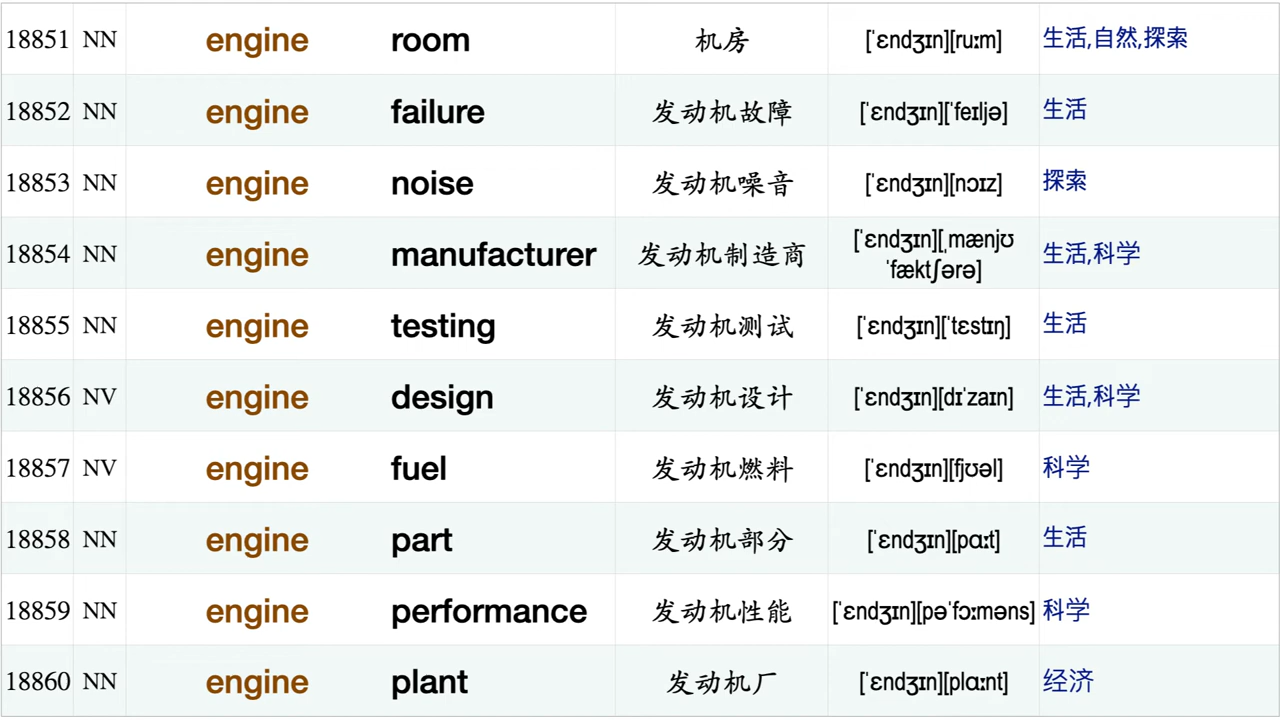 18851 NN engine room 机房 [ˈɛndʒɪn][ruːm] 生活,自然,探索
18852 NN engine failure 发动机故障 [ˈɛndʒɪn][ˈfeɪljə] 生活
18853 NN engine noise 发动机噪音 [ˈɛndʒɪn][nɔɪz] 探索
18854 NN engine manufacturer 发动机制造商 [ˈɛndʒɪn][ˌmænjʊ
ˈfæktʃərə] 生活,科学
18855 NN engine testing 发动机测试 [ˈɛndʒɪn][ˈtɛstɪŋ] 生活
18856 NV engine design 发动机设计 [ˈɛndʒɪn][dɪˈzaɪn] 生活,科学
18857 NV engine fuel 发动机燃料 [ˈɛndʒɪn][fjʊəl] 科学
18858 NN engine part 发动机部分 [ˈɛndʒɪn][pɑːt] 生活
18859 NN engine performance 发动机性能 [ˈɛndʒɪn][pəˈfɔːməns] 科学
18860 NN engine plant 发动机厂 [ˈɛndʒɪn][plɑːnt] 经济